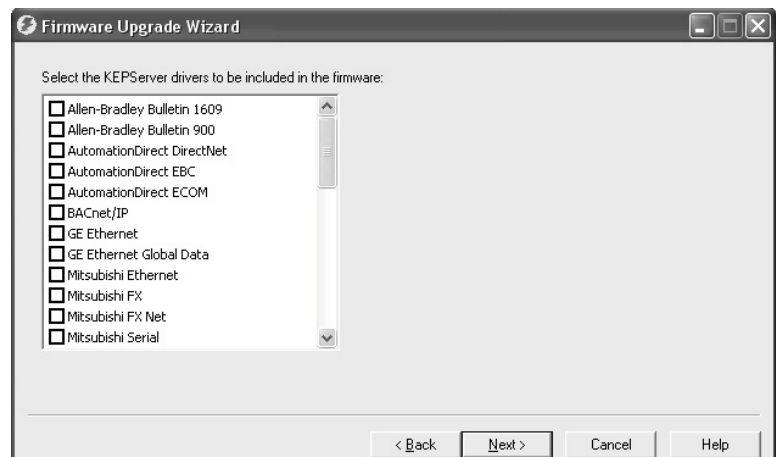 Firmware Upgrade Wizard
Select the KEPServer drivers to be included in the firmware:
Allen-Bradley Bulletin 1609
Allen-Bradley Bulletin 900
AutomationDirect DirectNet
AutomationDirect EBC
AutomationDirect ECOM
BACnet/IP
GE Ethernet
GE Ethernet Global Data
Mitsubishi Ethernet
Mitsubishi FX
Mitsubishi FX Net
Mitsubishi Serial
< Back Next > Cancel Help